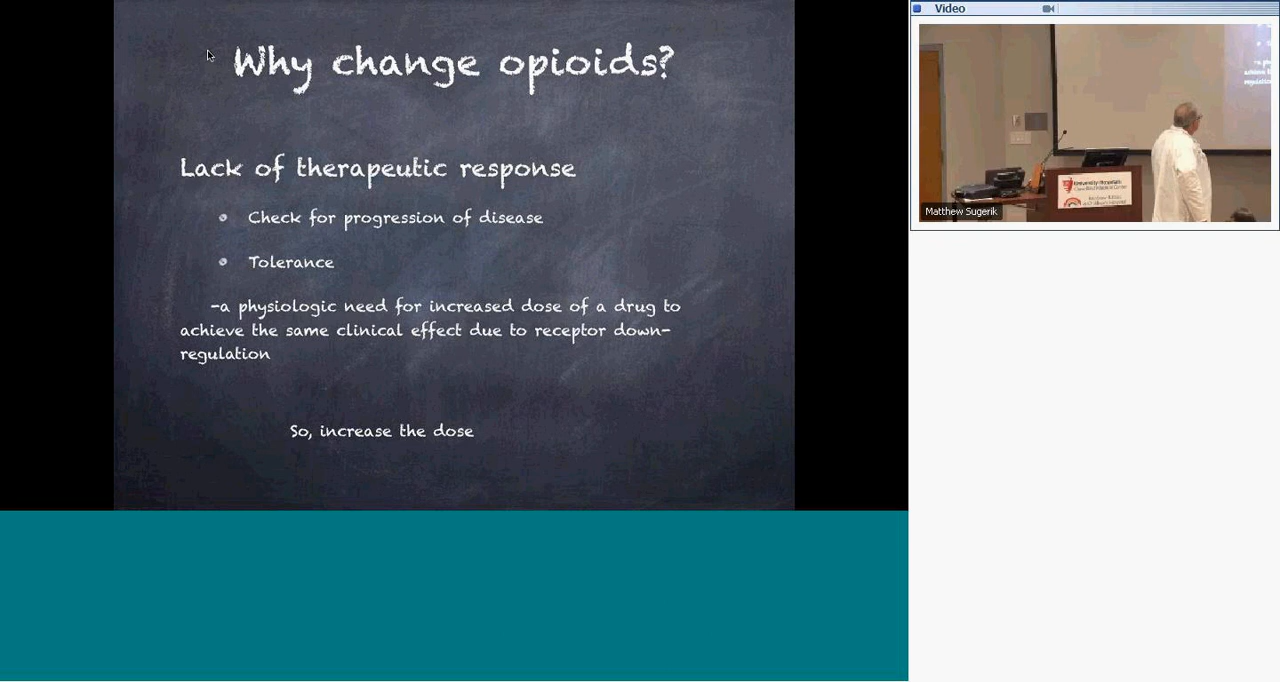 Why change opioids?
Lack of therapeutic response
Check for progression of disease
Tolerance
-a physiologic need for increased dose of a drug to
achieve the same clinical effect due to receptor down-
regulation
So, increase the dose
Video
Matthew Sugerik
University Hospitals